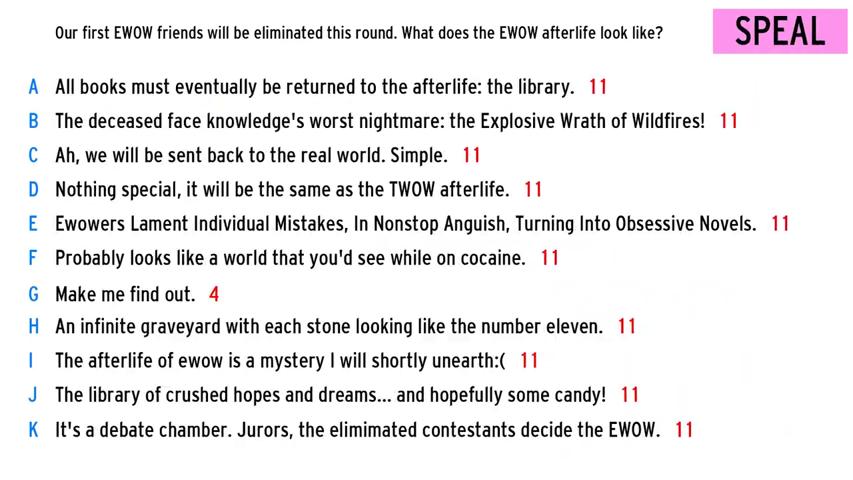 Our first EWOW friends will be eliminated this round. What does the EWOW afterlife look like?
SPEAL
A All books must eventually be returned to the afterlife: the library. 11
B The deceased face knowledge's worst nightmare: the Explosive Wrath of Wildfires! 11
C Ah, we will be sent back to the real world. Simple. 11
D Nothing special, it will be the same as the TWOW afterlife. 11
E Ewowers Lament Individual Mistakes, In Nonstop Anguish, Turning Into Obsessive Novels. 11
F Probably looks like a world that you'd see while on cocaine. 11
G Make me find out. 4
H An infinite graveyard with each stone looking like the number eleven. 11
I The afterlife of ewow is a mystery I will shortly unearth:( 11
J The library of crushed hopes and dreams... and hopefully some candy! 11
K It's a debate chamber. Jurors, the elimimated contestants decide the EWOW. 11